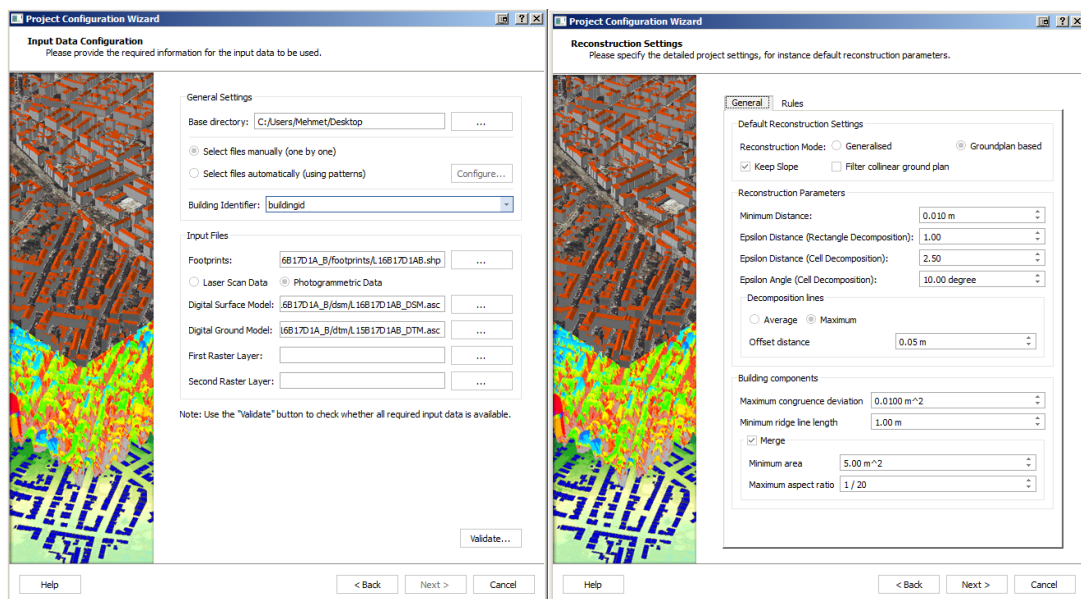 Project Configuration Wizard
Input Data Configuration
Please provide the required information for the input data to be used.
General Settings
Base directory: C:/Users/Mehmet/Desktop ...
Select files manually (one by one)
Select files automatically (using patterns) Configure...
Building Identifier: buildingid
Input Files
Footprints: 6B17D1A_B/footprints/L16B17D1AB.shp ...
Laser Scan Data Photogrammetric Data
Digital Surface Model: .6B17D1A_B/dsm/L16B17D1AB_DSM.asc ...
Digital Ground Model: 16B17D1A_B/dtm/L15B17D1AB_DTM.asc ...
First Raster Layer: ...
Second Raster Layer: ...
Note: Use the "Validate" button to check whether all required input data is available.
Validate...
Help < Back Next > Cancel
Project Configuration Wizard
Reconstruction Settings
Please specify the detailed project settings, for instance default reconstruction parameters.
General Rules
Default Reconstruction Settings
Reconstruction Mode: Generalised Groundplan based
Keep Slope Filter collinear ground plan
Reconstruction Parameters
Minimum Distance: 0.010 m
Epsilon Distance (Rectangle Decomposition): 1.00
Epsilon Distance (Cell Decomposition): 2.50
Epsilon Angle (Cell Decomposition): 10.00 degree
Decomposition lines
Average Maximum
Offset distance 0.05 m
Building components
Maximum congruence deviation 0.0100 m^2
Minimum ridge line length 1.00 m
Merge
Minimum area 5.00 m^2
Maximum aspect ratio 1 / 20
Help < Back Next > Cancel